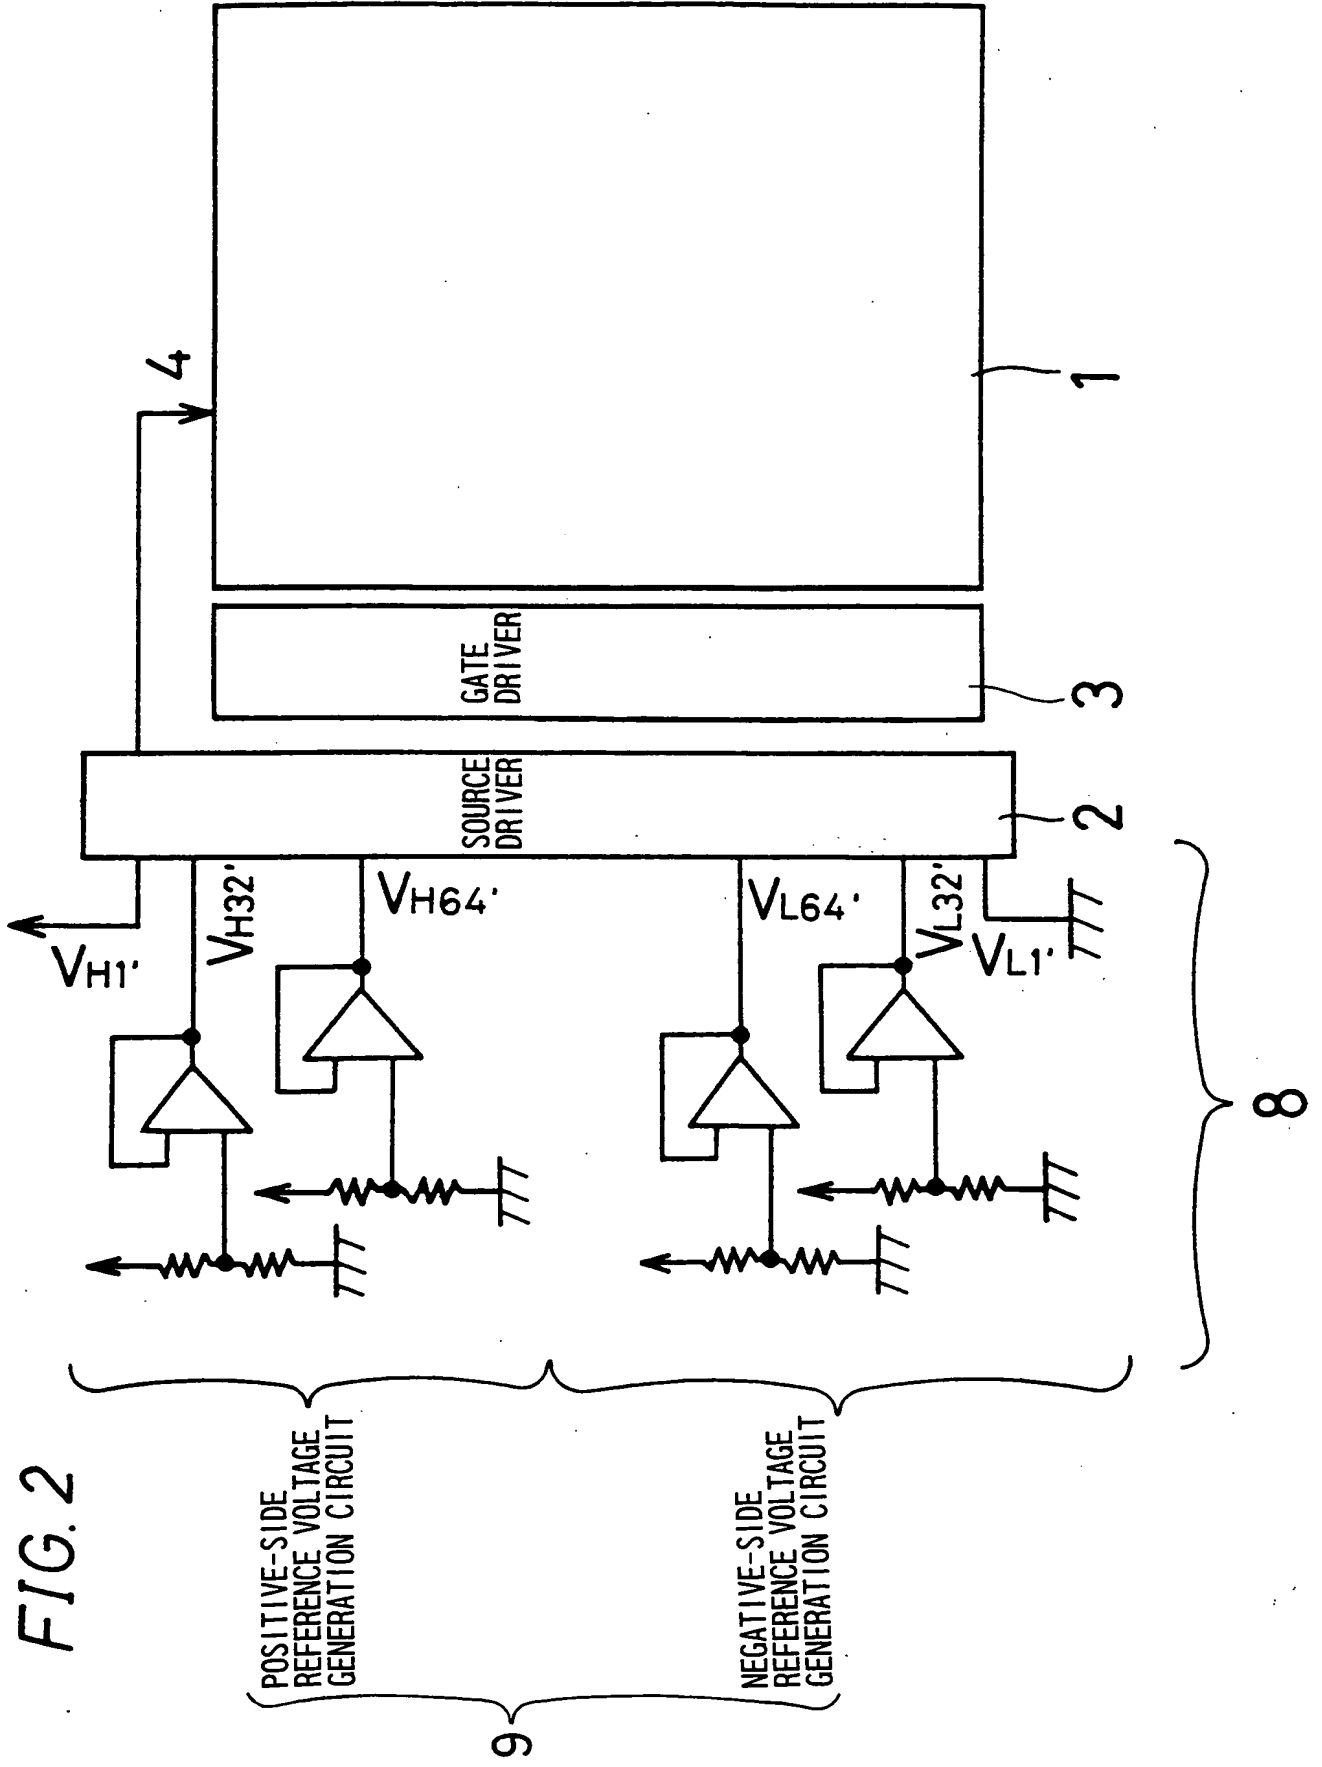 FIG. 2
9
POSITIVE-SIDE
REFERENCE VOLTAGE
GENERATION CIRCUIT
NEGATIVE-SIDE
REFERENCE VOLTAGE
GENERATION CIRCUIT
8
VH1'
VH32'
VH64'
VL64'
VL32'
VL1'
SOURCE
DRIVER
2
GATE
DRIVER
3
4
1